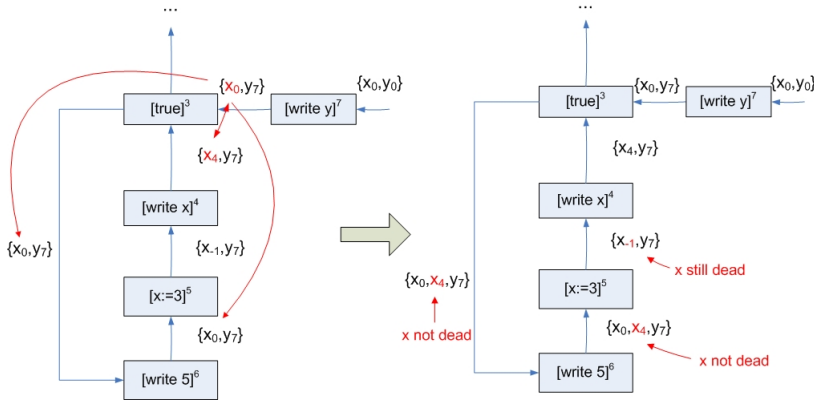 ...
{x₀,y₇}
{x₀,y₀}
[true]³
[write y]⁷
{x₄,y₇}
[write x]⁴
{x₀,y₇}
{x₋₁,y₇}
[x:=3]⁵
{x₀,y₇}
[write 5]⁶
...
{x₀,y₇}
{x₀,y₀}
[true]³
[write y]⁷
{x₄,y₇}
[write x]⁴
{x₋₁,y₇}
x still dead
{x₀,x₄,y₇}
[x:=3]⁵
x not dead
{x₀,x₄,y₇}
x not dead
[write 5]⁶